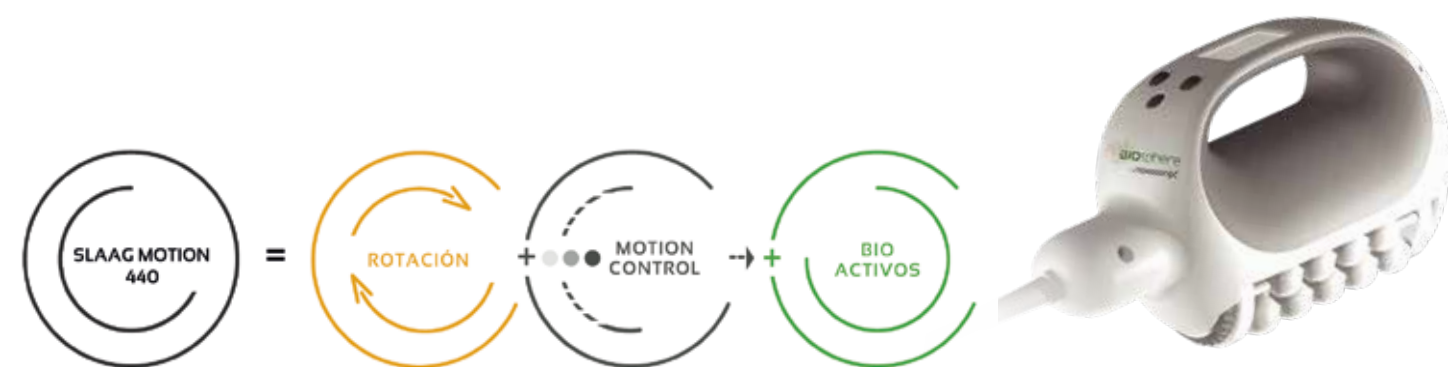 SLAAG MOTION
440
=
ROTACIÓN
+
MOTION
CONTROL
+
BIO
ACTIVOS
BIOsphere